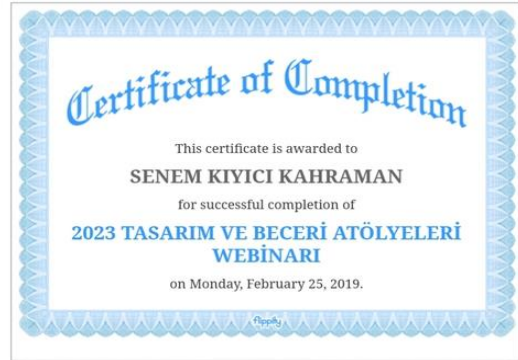 Certificate of Completion
This certificate is awarded to
SENEM KIYICI KAHRAMAN
for successful completion of
2023 TASARIM VE BECERİ ATÖLYELERİ
WEBİNARI
on Monday, February 25, 2019.
flippity